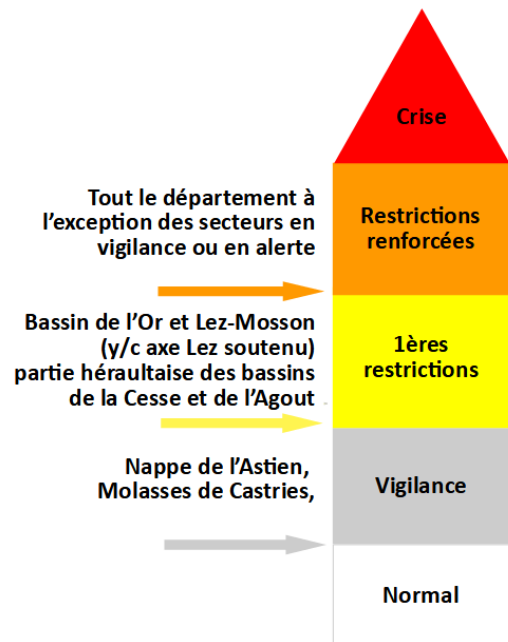 Crise
Tout le département à
l’exception des secteurs en
vigilance ou en alerte
Restrictions
renforcées
Bassin de l’Or et Lez-Mosson
(y/c axe Lez soutenu)
partie héraultaise des bassins
de la Cesse et de l’Agout
1ères
restrictions
Nappe de l’Astien,
Molasses de Castries,
Vigilance
Normal